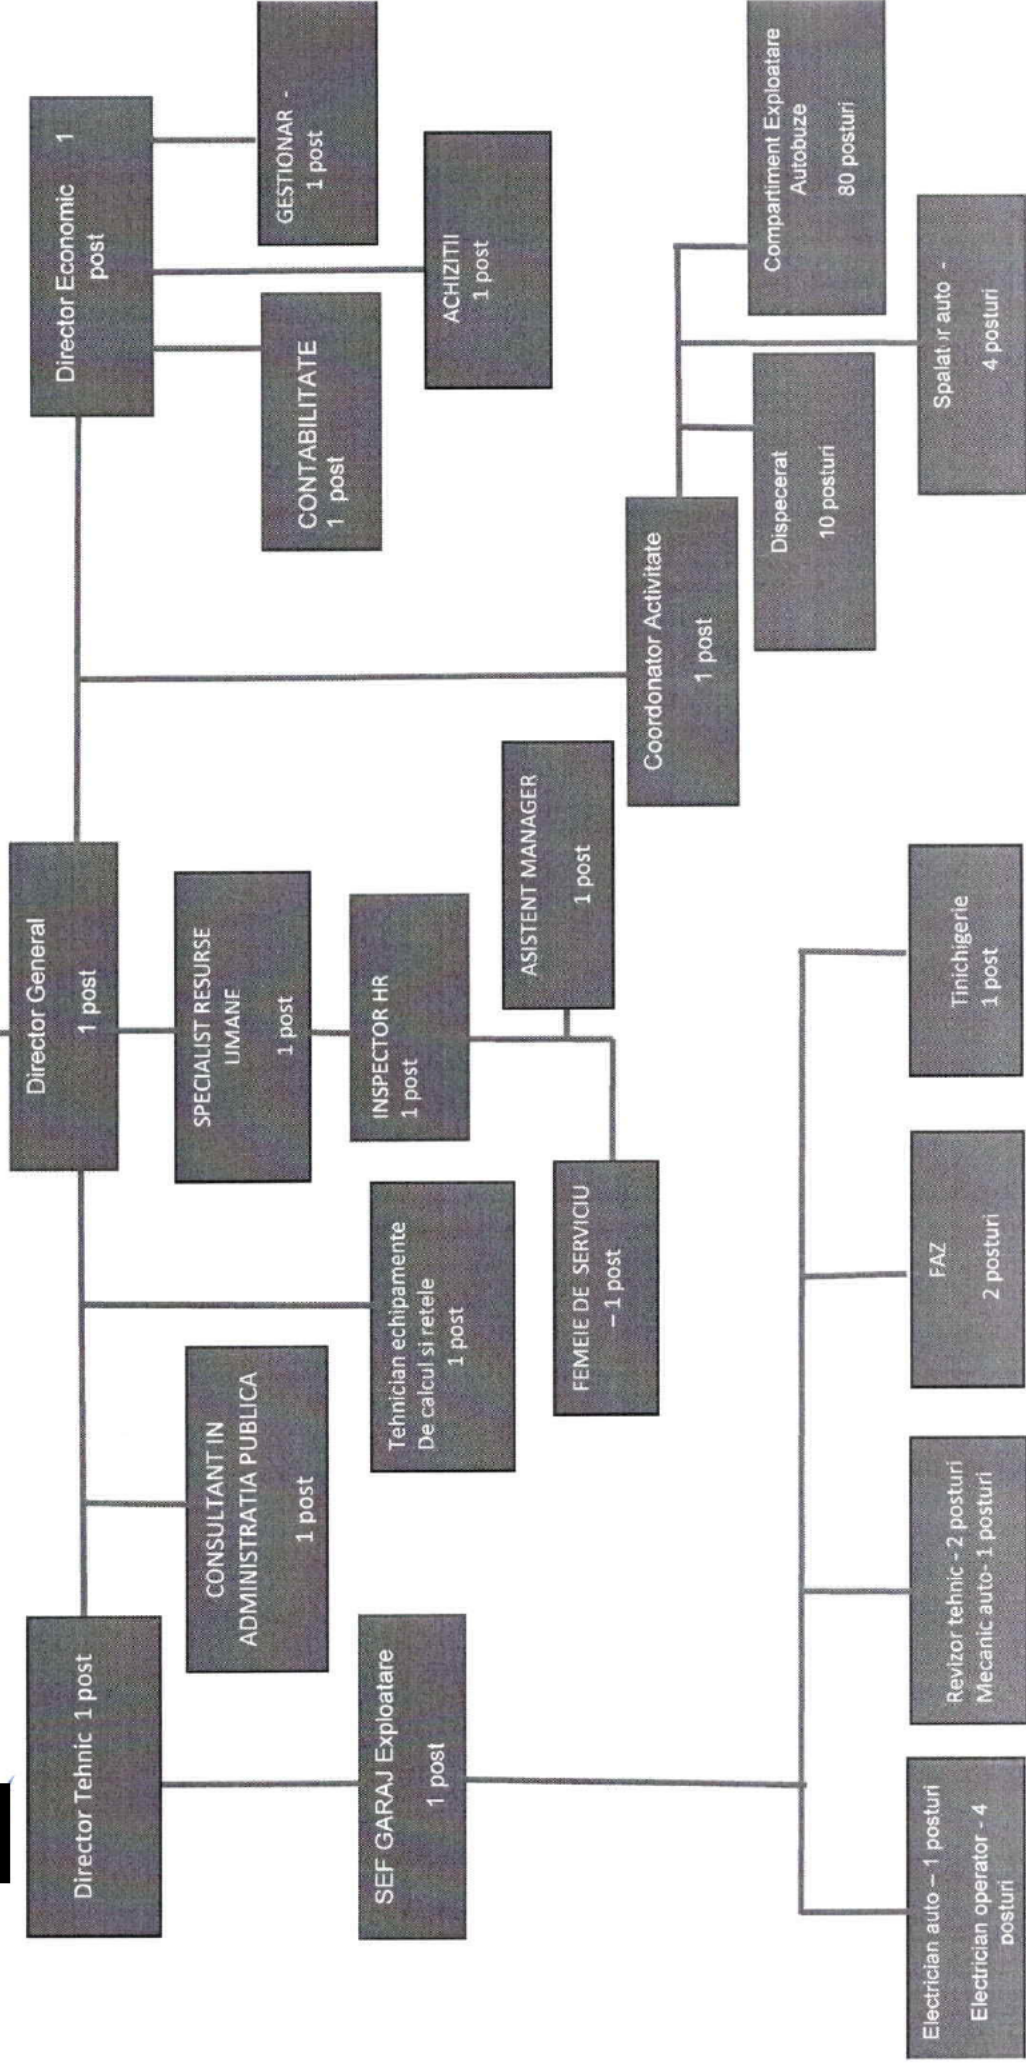 Director General
1 post
Director Tehnic 1 post
Director Economic 1
post
CONSULTANT IN
ADMINISTRATIA PUBLICA
1 post
SPECIALIST RESURSE
UMANE
1 post
CONTABILITATE
1 post
GESTIONAR -
1 post
SEF GARAJ Exploatare
1 post
Tehnician echipamente
De calcul si retele
1 post
INSPECTOR HR
1 post
ACHIZITII
1 post
ASISTENT MANAGER
1 post
FEMEIE DE SERVICIU
– 1 post
Coordonator Activitate
1 post
Dispecerat
10 posturi
Compartiment Exploatare
Autobuze
80 posturi
Spalator auto -
4 posturi
Electrician auto – 1 posturi
Electrician operator - 4
posturi
Revizor tehnic - 2 posturi
Mecanic auto- 1 posturi
FAZ
2 posturi
Tinichigerie
1 post